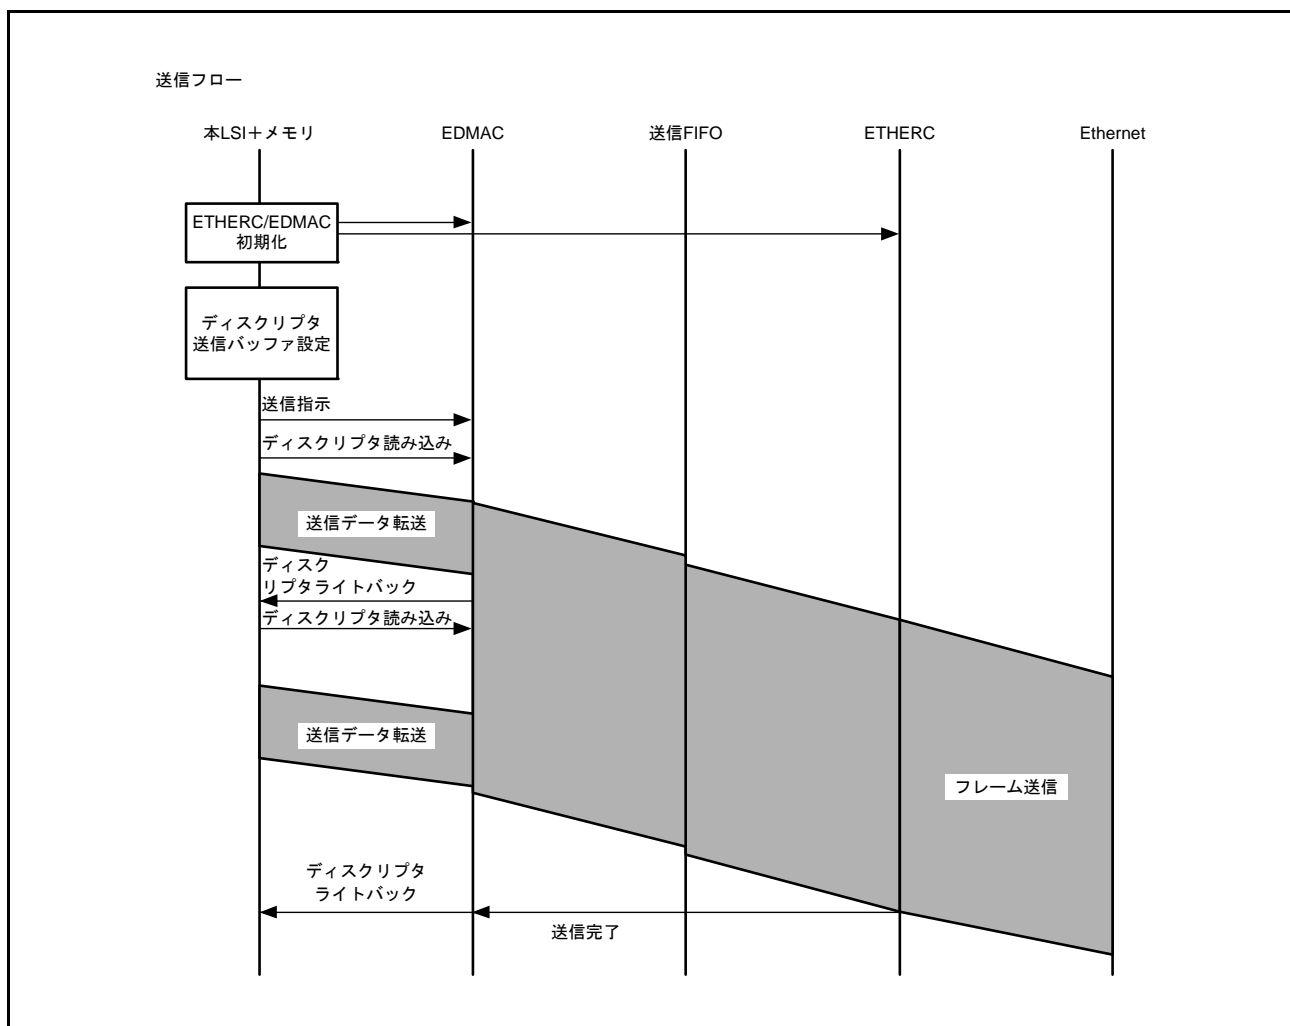 送信フロー
本LSI＋メモリ
EDMAC
送信FIFO
ETHERC
Ethernet
ETHERC/EDMAC
初期化
ディスクリプタ
送信バッファ設定
送信指示
ディスクリプタ読み込み
送信データ転送
ディスク
リプタライトバック
ディスクリプタ読み込み
送信データ転送
フレーム送信
ディスクリプタ
ライトバック
送信完了